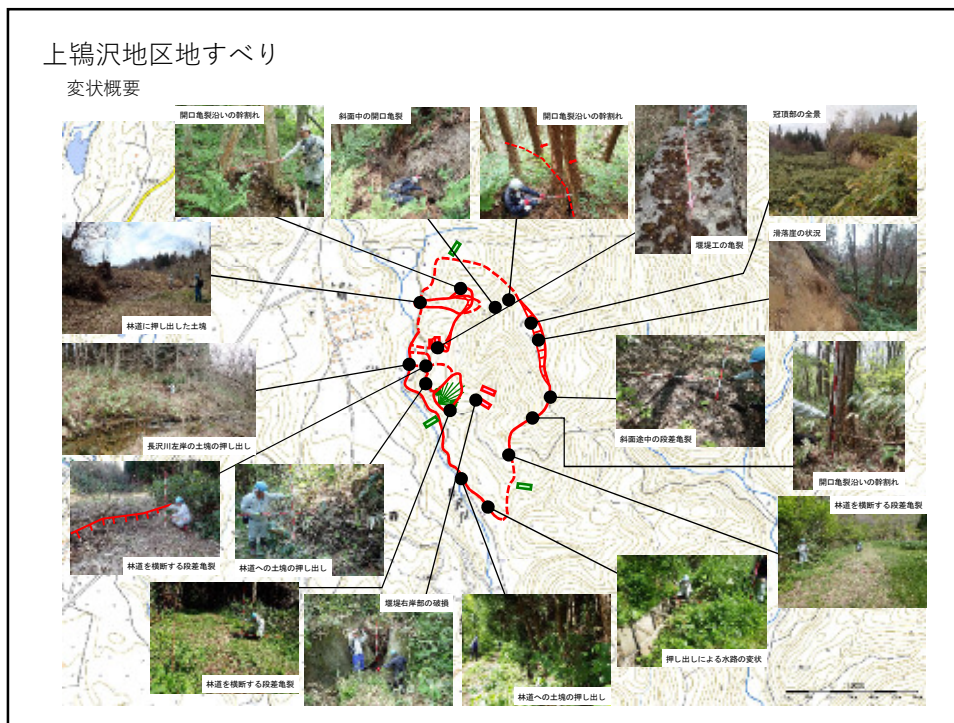 上鴇沢地区地すべり
変状概要
開口亀裂沿いの幹割れ
斜面中の開口亀裂
開口亀裂沿いの幹割れ
堰堤工の亀裂
冠頂部の全景
滑落崖の状況
林道に押し出した土塊
長沢川左岸の土塊の押し出し
斜面途中の段差亀裂
開口亀裂沿いの幹割れ
林道を横断する段差亀裂
林道を横断する段差亀裂
林道への土塊の押し出し
堰堤右岸部の破損
押し出しによる水路の変状
林道を横断する段差亀裂
林道への土塊の押し出し